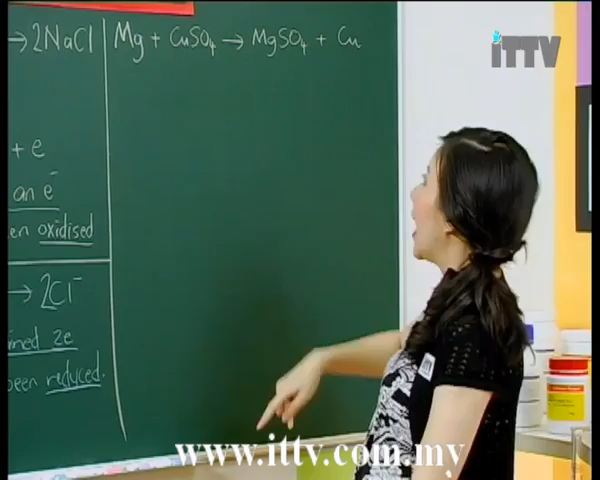 →2NaCl
Mg + CuSO₄ → MgSO₄ + Cu
iTTV
+ e
an e⁻
en oxidised
→ 2Cl⁻
ined 2e
been reduced.
www.ittv.com.my